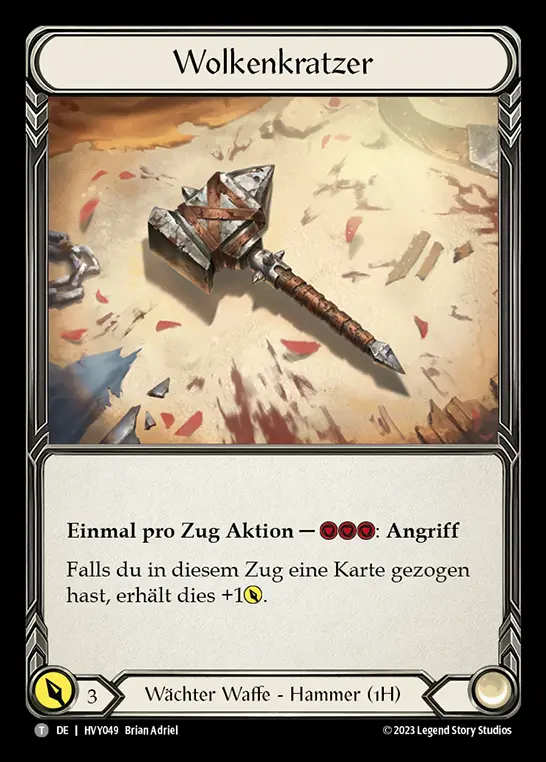 Wolkenkratzer
Einmal pro Zug Aktion — : Angriff
Falls du in diesem Zug eine Karte gezogen
hast, erhält dies +1.
3
Wächter Waffe - Hammer (1H)
T DE | HVY049 Brian Adriel
© 2023 Legend Story Studios